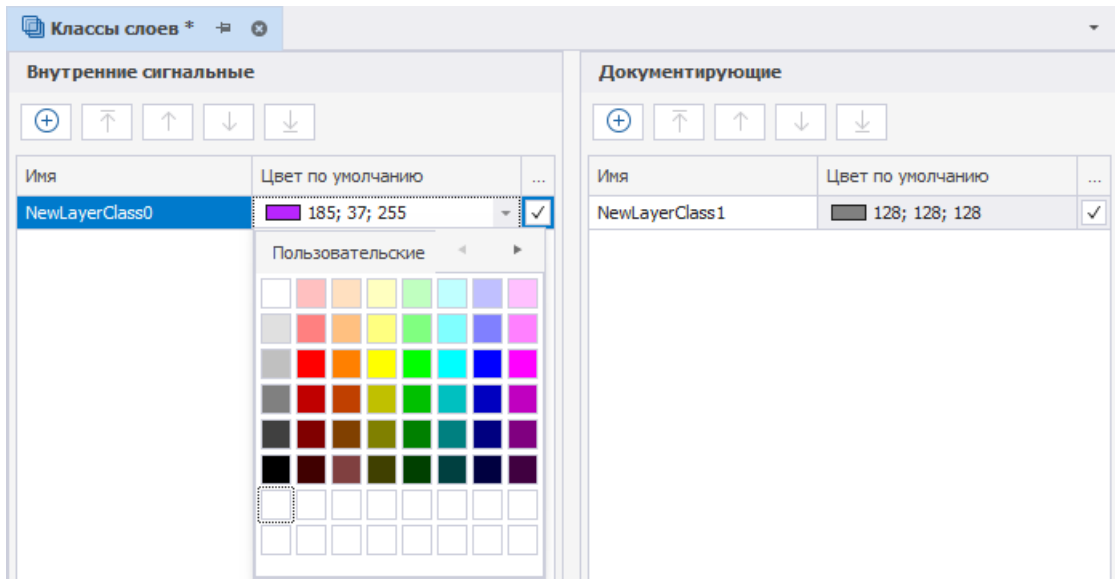 Классы слоев *
Внутренние сигнальные
Имя
Цвет по умолчанию
...
NewLayerClass0
185; 37; 255
Пользовательские
Документирующие
Имя
Цвет по умолчанию
...
NewLayerClass1
128; 128; 128